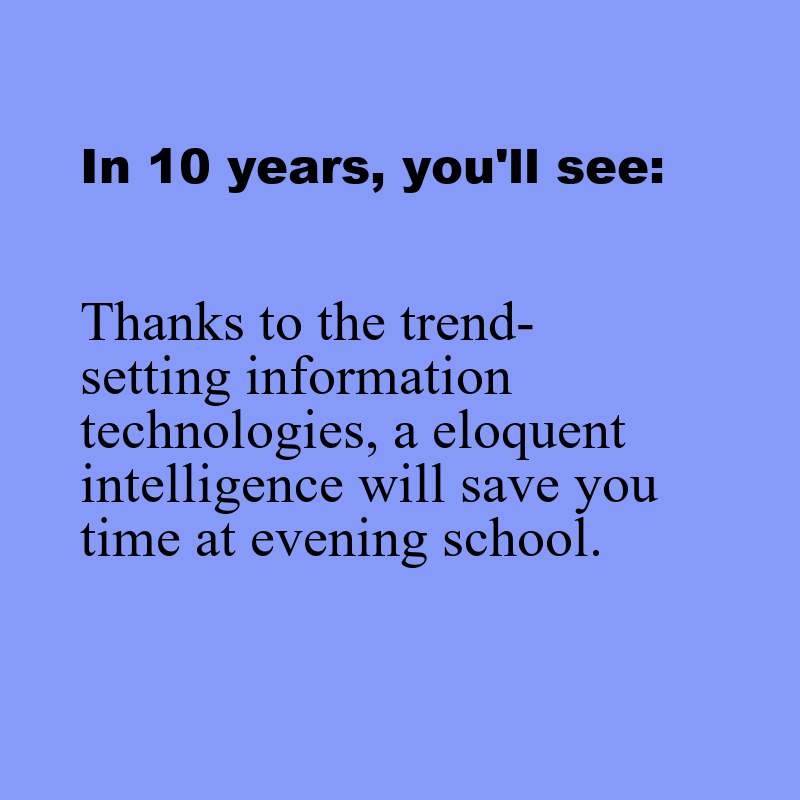 In 10 years, you'll see:
Thanks to the trend-
setting information
technologies, a eloquent
intelligence will save you
time at evening school.